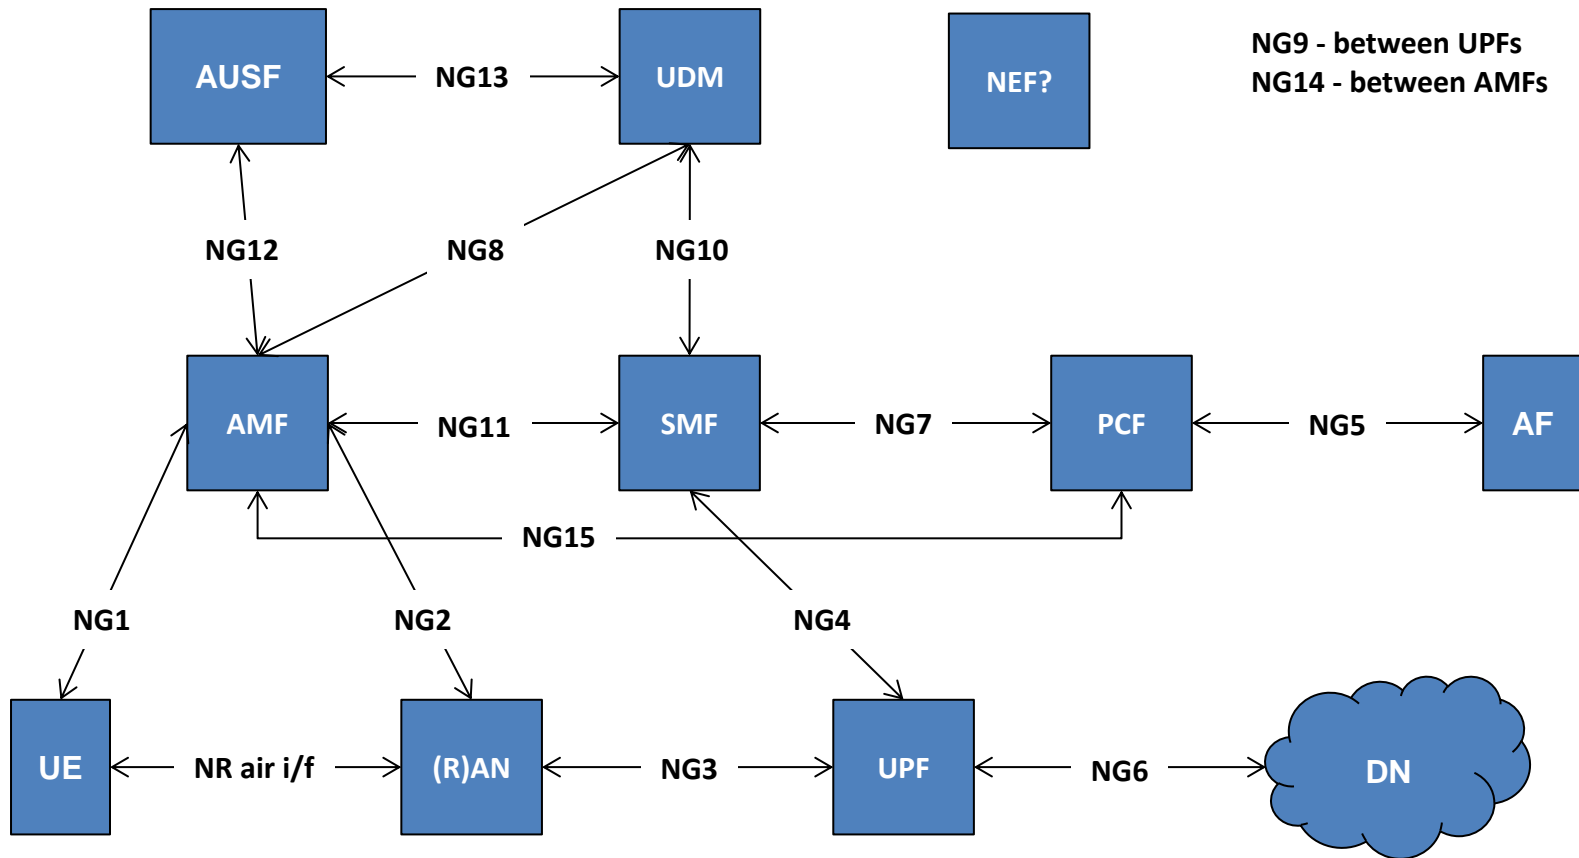 NG9 - between UPFs
NG14 - between AMFs
AUSF
NG13
UDM
NEF?
NG12
NG8
NG10
AMF
NG11
SMF
NG7
PCF
NG5
AF
NG15
NG1
NG2
NG4
UE
NR air i/f
(R)AN
NG3
UPF
NG6
DN